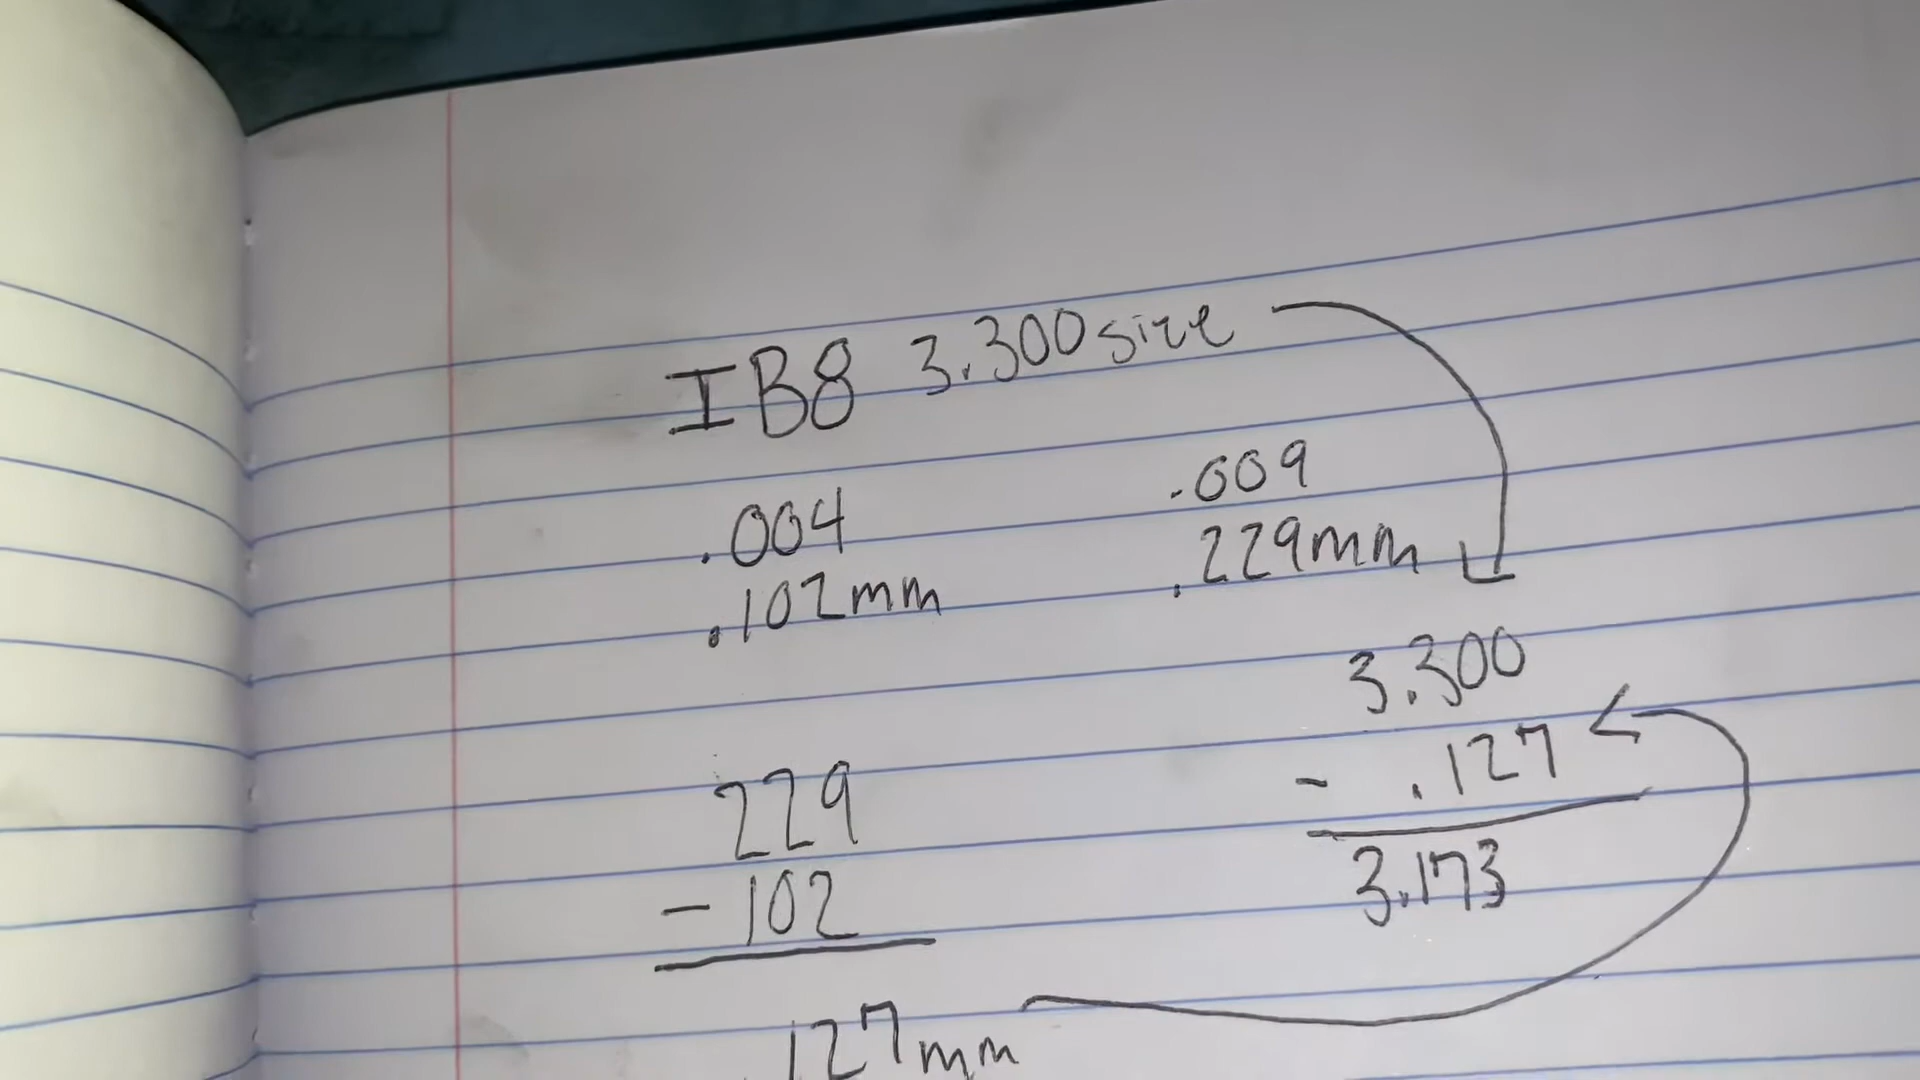 IB8 3.300 size
.004
.102mm
.009
.229mm
229
- 102
127mm
3.300
- .127
3.173